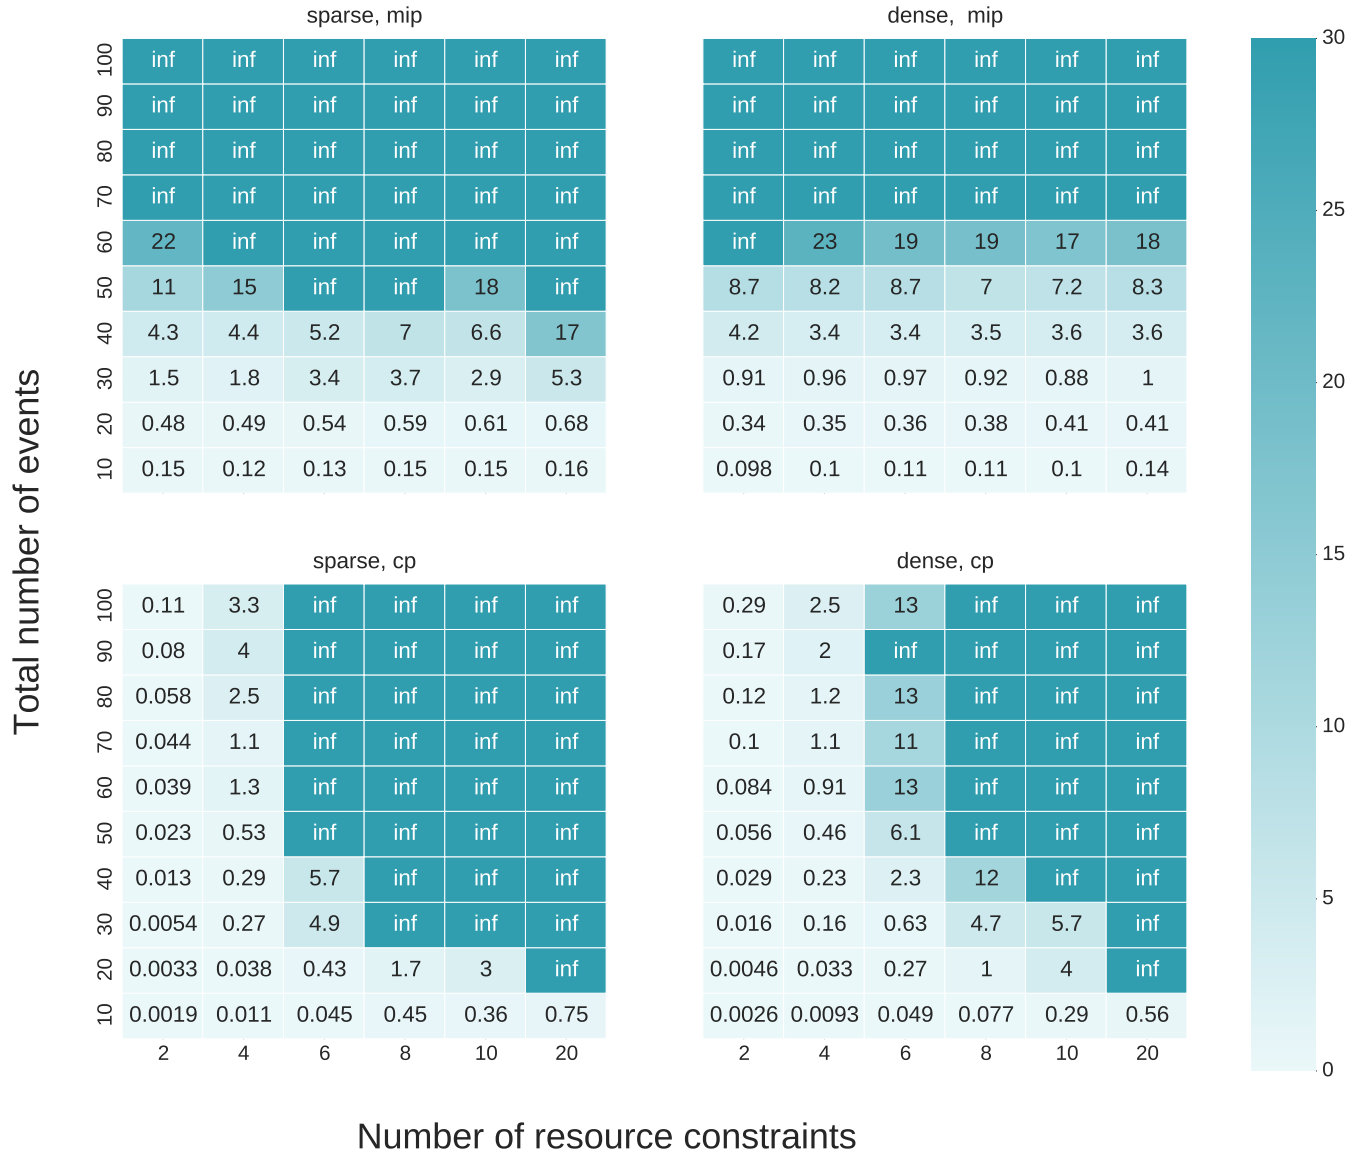 sparse, mip
100 inf inf inf inf inf inf
90 inf inf inf inf inf inf
80 inf inf inf inf inf inf
70 inf inf inf inf inf inf
60 22 inf inf inf inf inf
50 11 15 inf inf 18 inf
40 4.3 4.4 5.2 7 6.6 17
30 1.5 1.8 3.4 3.7 2.9 5.3
20 0.48 0.49 0.54 0.59 0.61 0.68
10 0.15 0.12 0.13 0.15 0.15 0.16
dense, mip
inf inf inf inf inf inf
inf inf inf inf inf inf
inf inf inf inf inf inf
inf inf inf inf inf inf
inf 23 19 19 17 18
8.7 8.2 8.7 7 7.2 8.3
4.2 3.4 3.4 3.5 3.6 3.6
0.91 0.96 0.97 0.92 0.88 1
0.34 0.35 0.36 0.38 0.41 0.41
0.098 0.1 0.11 0.11 0.1 0.14
sparse, cp
100 0.11 3.3 inf inf inf inf
90 0.08 4 inf inf inf inf
80 0.058 2.5 inf inf inf inf
70 0.044 1.1 inf inf inf inf
60 0.039 1.3 inf inf inf inf
50 0.023 0.53 inf inf inf inf
40 0.013 0.29 5.7 inf inf inf
30 0.0054 0.27 4.9 inf inf inf
20 0.0033 0.038 0.43 1.7 3 inf
10 0.0019 0.011 0.045 0.45 0.36 0.75
2 4 6 8 10 20
dense, cp
0.29 2.5 13 inf inf inf
0.17 2 inf inf inf inf
0.12 1.2 13 inf inf inf
0.1 1.1 11 inf inf inf
0.084 0.91 13 inf inf inf
0.056 0.46 6.1 inf inf inf
0.029 0.23 2.3 12 inf inf
0.016 0.16 0.63 4.7 5.7 inf
0.0046 0.033 0.27 1 4 inf
0.0026 0.0093 0.049 0.077 0.29 0.56
2 4 6 8 10 20
30
25
20
15
10
5
0
Total number of events
Number of resource constraints